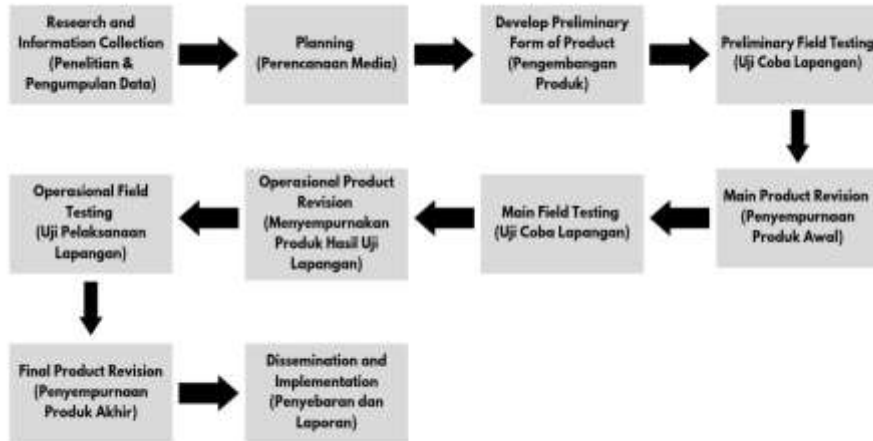 Research and
Information Collection
(Penelitian &
Pengumpulan Data)
Planning
(Perencanaan Media)
Develop Preliminary
Form of Product
(Pengembangan
Produk)
Preliminary Field Testing
(Uji Coba Lapangan)
Main Product Revision
(Penyempurnaan
Produk Awal)
Main Field Testing
(Uji Coba Lapangan)
Operasional Product
Revision
(Menyempurnakan
Produk Hasil Uji
Lapangan)
Operasional Field
Testing
(Uji Pelaksanaan
Lapangan)
Final Product Revision
(Penyempurnaan
Produk Akhir)
Dissemination and
Implementation
(Penyebaran dan
Laporan)